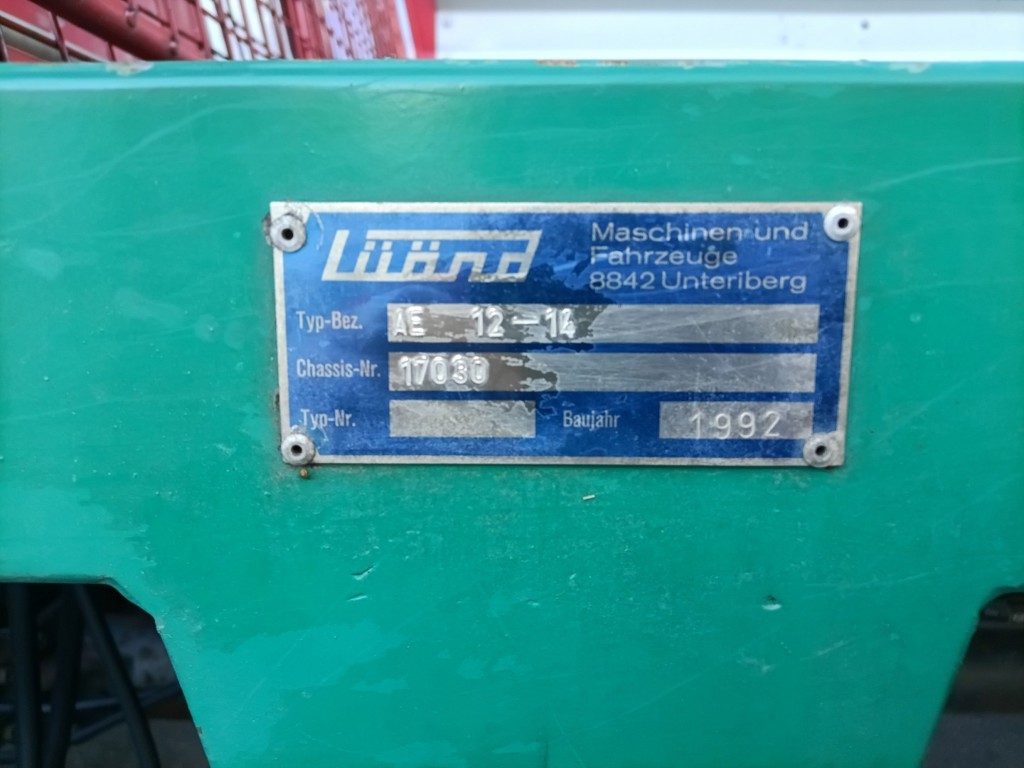 Lüönd
Maschinen und
Fahrzeuge
8842 Unteriberg
Typ-Bez. AE 12-14
Chassis-Nr. 17030
Typ-Nr. Baujahr 1992